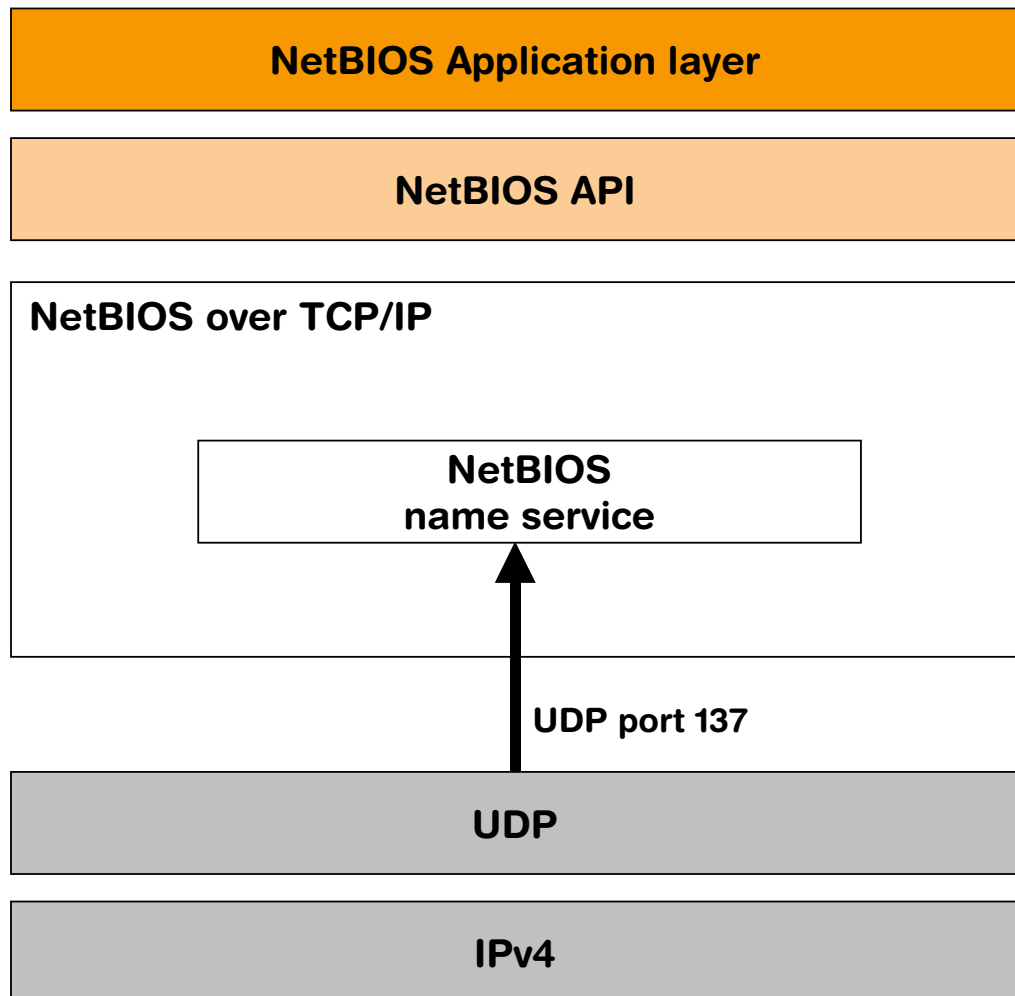 NetBIOS Application layer
NetBIOS API
NetBIOS over TCP/IP
NetBIOS
name service
UDP port 137
UDP
IPv4